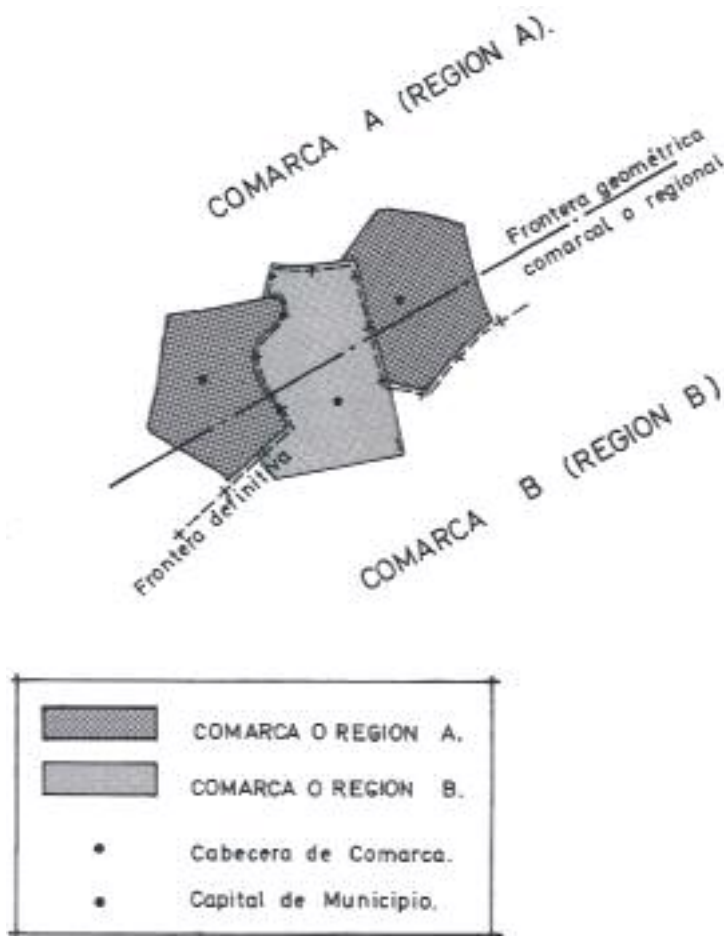 COMARCA A (REGION A).
Frontera geométrica
comarcal o regional
Frontera definitiva
COMARCA B (REGION B)
COMARCA O REGION A.
COMARCA O REGION B.
Cabecera de Comarca.
Capital de Municipio.